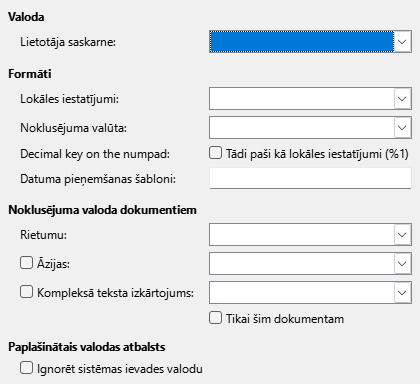 Valoda
Lietotāja saskarne:
Formāti
Lokāles iestatījumi:
Noklusējuma valūta:
Decimal key on the numpad: Tādi paši kā lokāles iestatījumi (%1)
Datuma pieņemšanas šabloni:
Noklusējuma valoda dokumentiem
Rietumu:
Āzijas:
Kompleksā teksta izkārtojums:
Tikai šim dokumentam
Paplašinātais valodas atbalsts
Ignorēt sistēmas ievades valodu